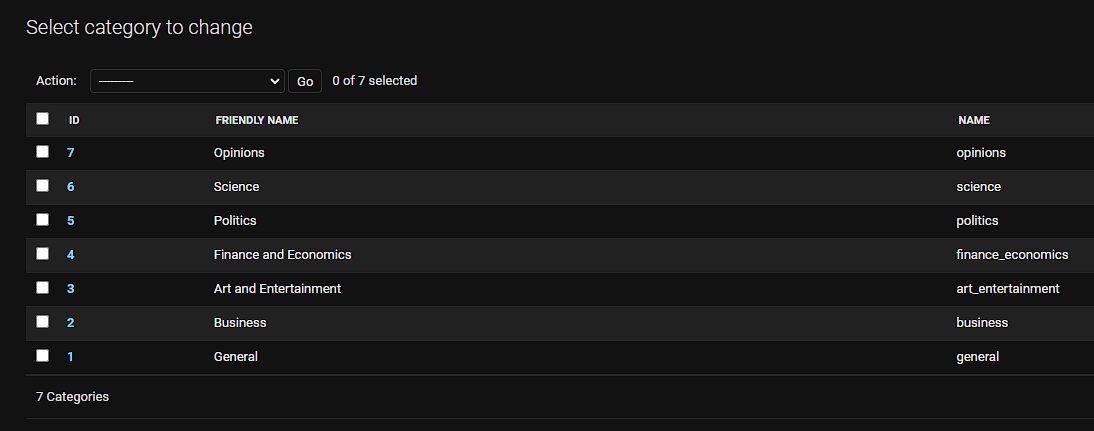 Select category to change
Action: --------- Go 0 of 7 selected
ID FRIENDLY NAME NAME
7 Opinions opinions
6 Science science
5 Politics politics
4 Finance and Economics finance_economics
3 Art and Entertainment art_entertainment
2 Business business
1 General general
7 Categories